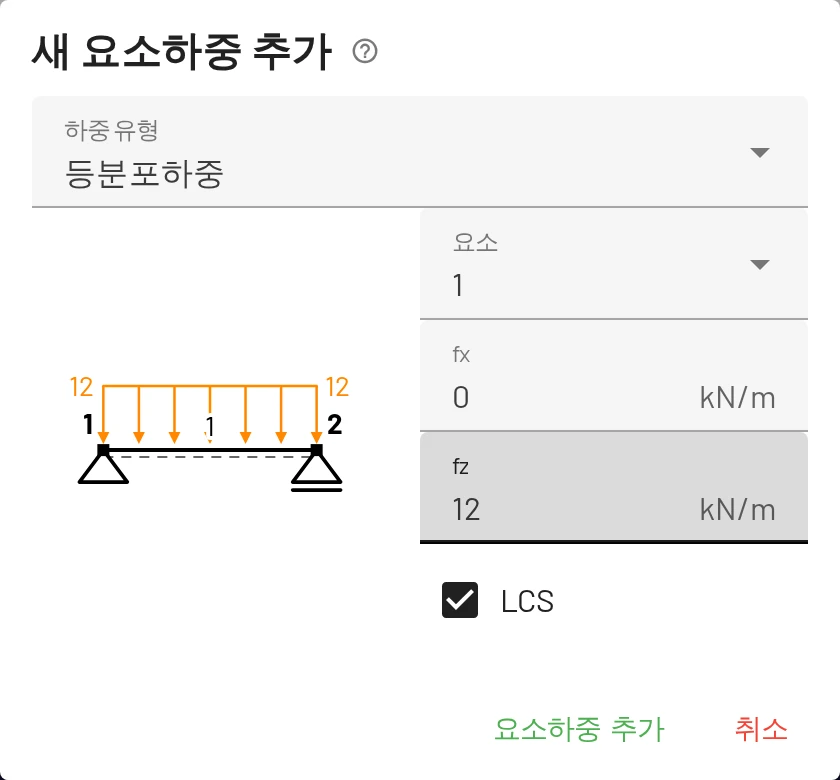 새 요소하중 추가 ?
하중 유형
등분포하중
요소
1
fx
0 kN/m
fz
12 kN/m
LCS
12 12
1 1 2
요소하중 추가 취소